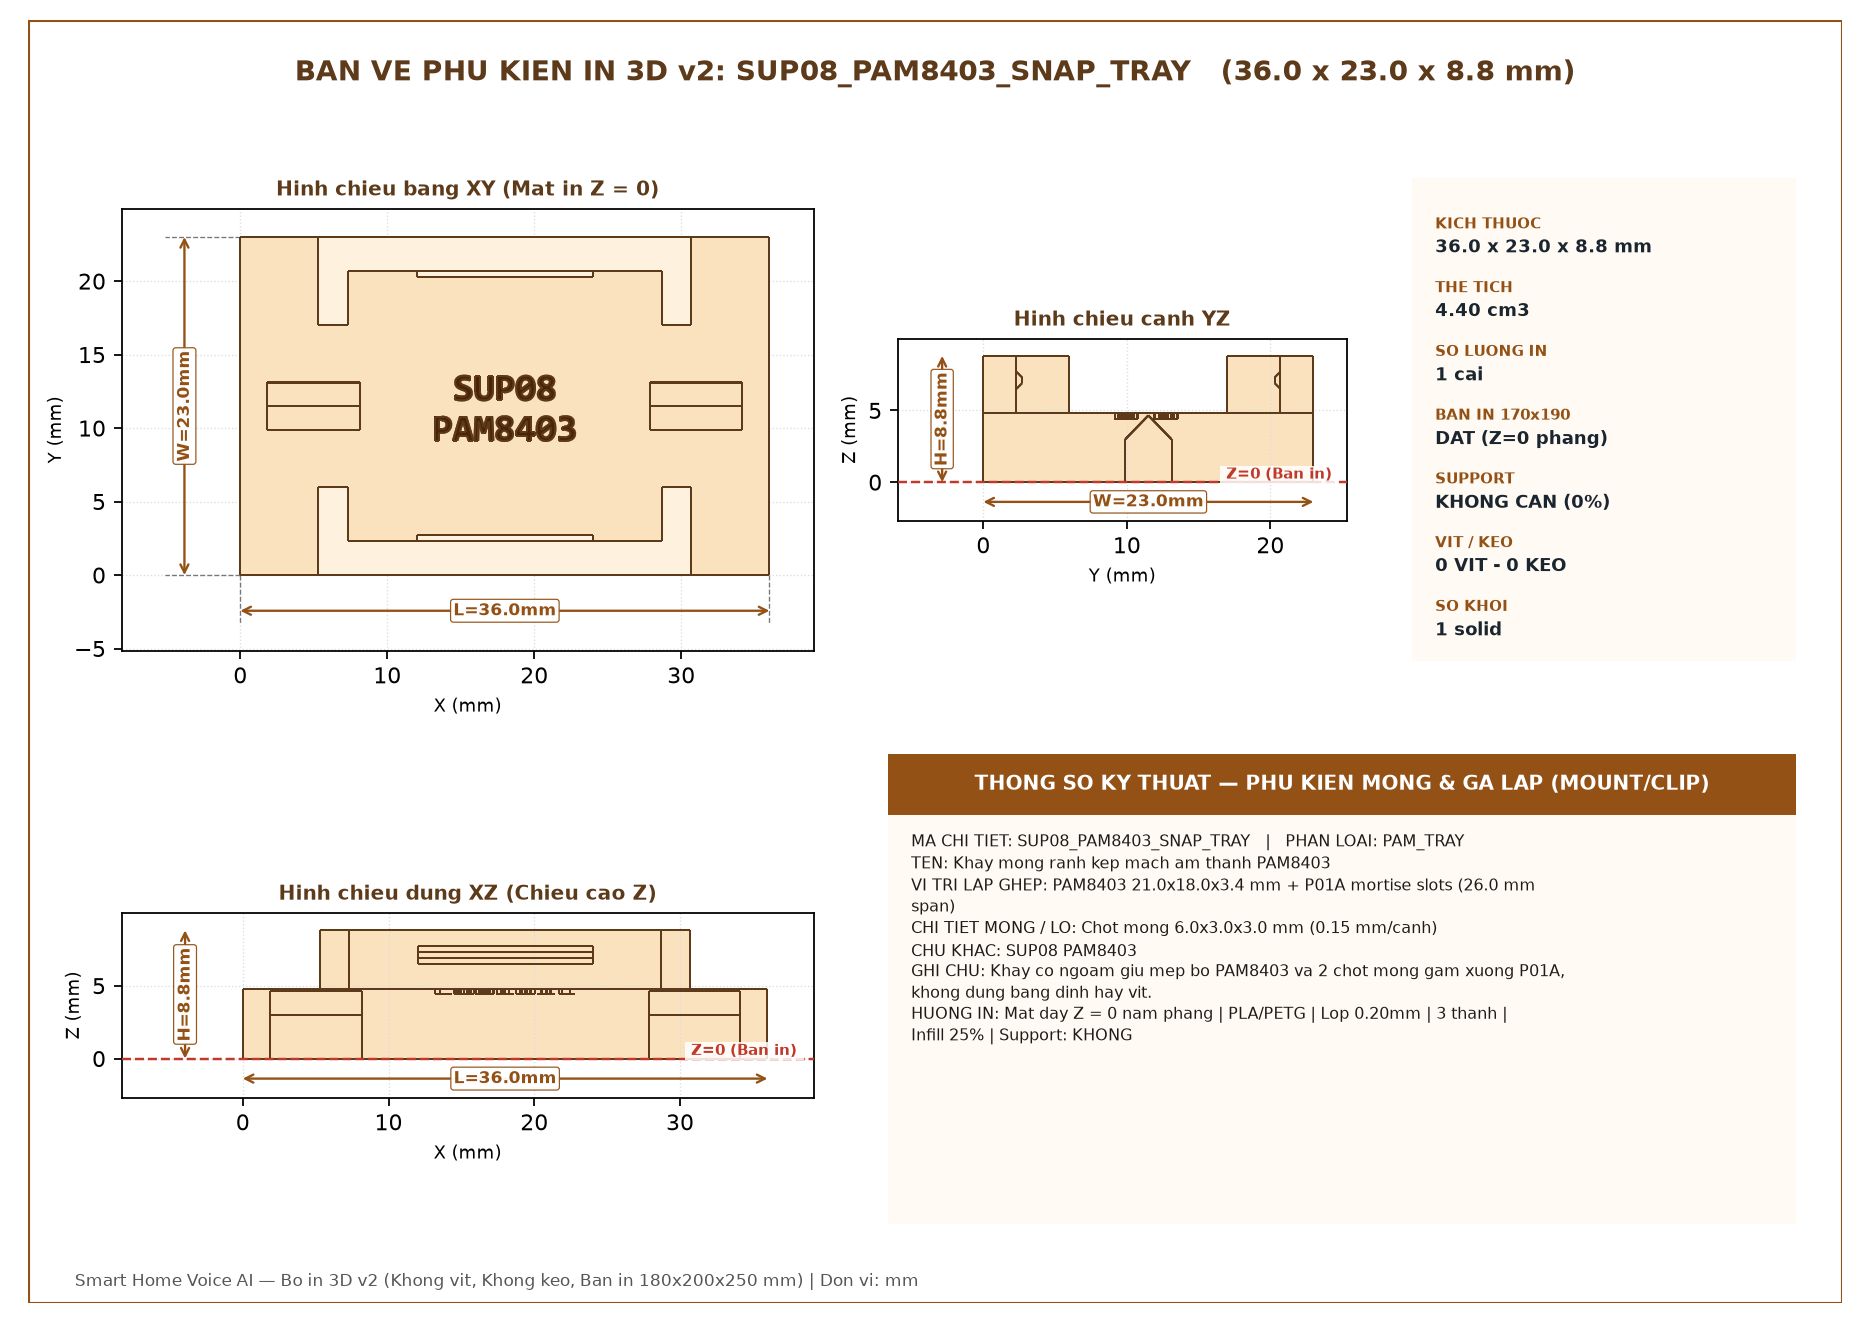 BAN VE PHU KIEN IN 3D v2: SUP08_PAM8403_SNAP_TRAY (36.0 x 23.0 x 8.8 mm)
Hinh chieu bang XY (Mat in Z = 0)
20
15
10
5
0
−5
Y (mm)
W=23.0mm
SUP08
PAM8403
L=36.0mm
0 10 20 30
X (mm)
Hinh chieu canh YZ
5
0
Z (mm)
H=8.8mm
Z=0 (Ban in)
W=23.0mm
0 10 20
Y (mm)
KICH THUOC
36.0 x 23.0 x 8.8 mm
THE TICH
4.40 cm3
SO LUONG IN
1 cai
BAN IN 170x190
DAT (Z=0 phang)
SUPPORT
KHONG CAN (0%)
VIT / KEO
0 VIT - 0 KEO
SO KHOI
1 solid
Hinh chieu dung XZ (Chieu cao Z)
5
0
Z (mm)
H=8.8mm
Z=0 (Ban in)
L=36.0mm
0 10 20 30
X (mm)
THONG SO KY THUAT — PHU KIEN MONG & GA LAP (MOUNT/CLIP)
MA CHI TIET: SUP08_PAM8403_SNAP_TRAY | PHAN LOAI: PAM_TRAY
TEN: Khay mong ranh kep mach am thanh PAM8403
VI TRI LAP GHEP: PAM8403 21.0x18.0x3.4 mm + P01A mortise slots (26.0 mm
span)
CHI TIET MONG / LO: Chot mong 6.0x3.0x3.0 mm (0.15 mm/canh)
CHU KHAC: SUP08 PAM8403
GHI CHU: Khay co ngoam giu mep bo PAM8403 va 2 chot mong gam xuong P01A,
khong dung bang dinh hay vit.
HUONG IN: Mat day Z = 0 nam phang | PLA/PETG | Lop 0.20mm | 3 thanh |
Infill 25% | Support: KHONG
Smart Home Voice AI — Bo in 3D v2 (Khong vit, Khong keo, Ban in 180x200x250 mm) | Don vi: mm